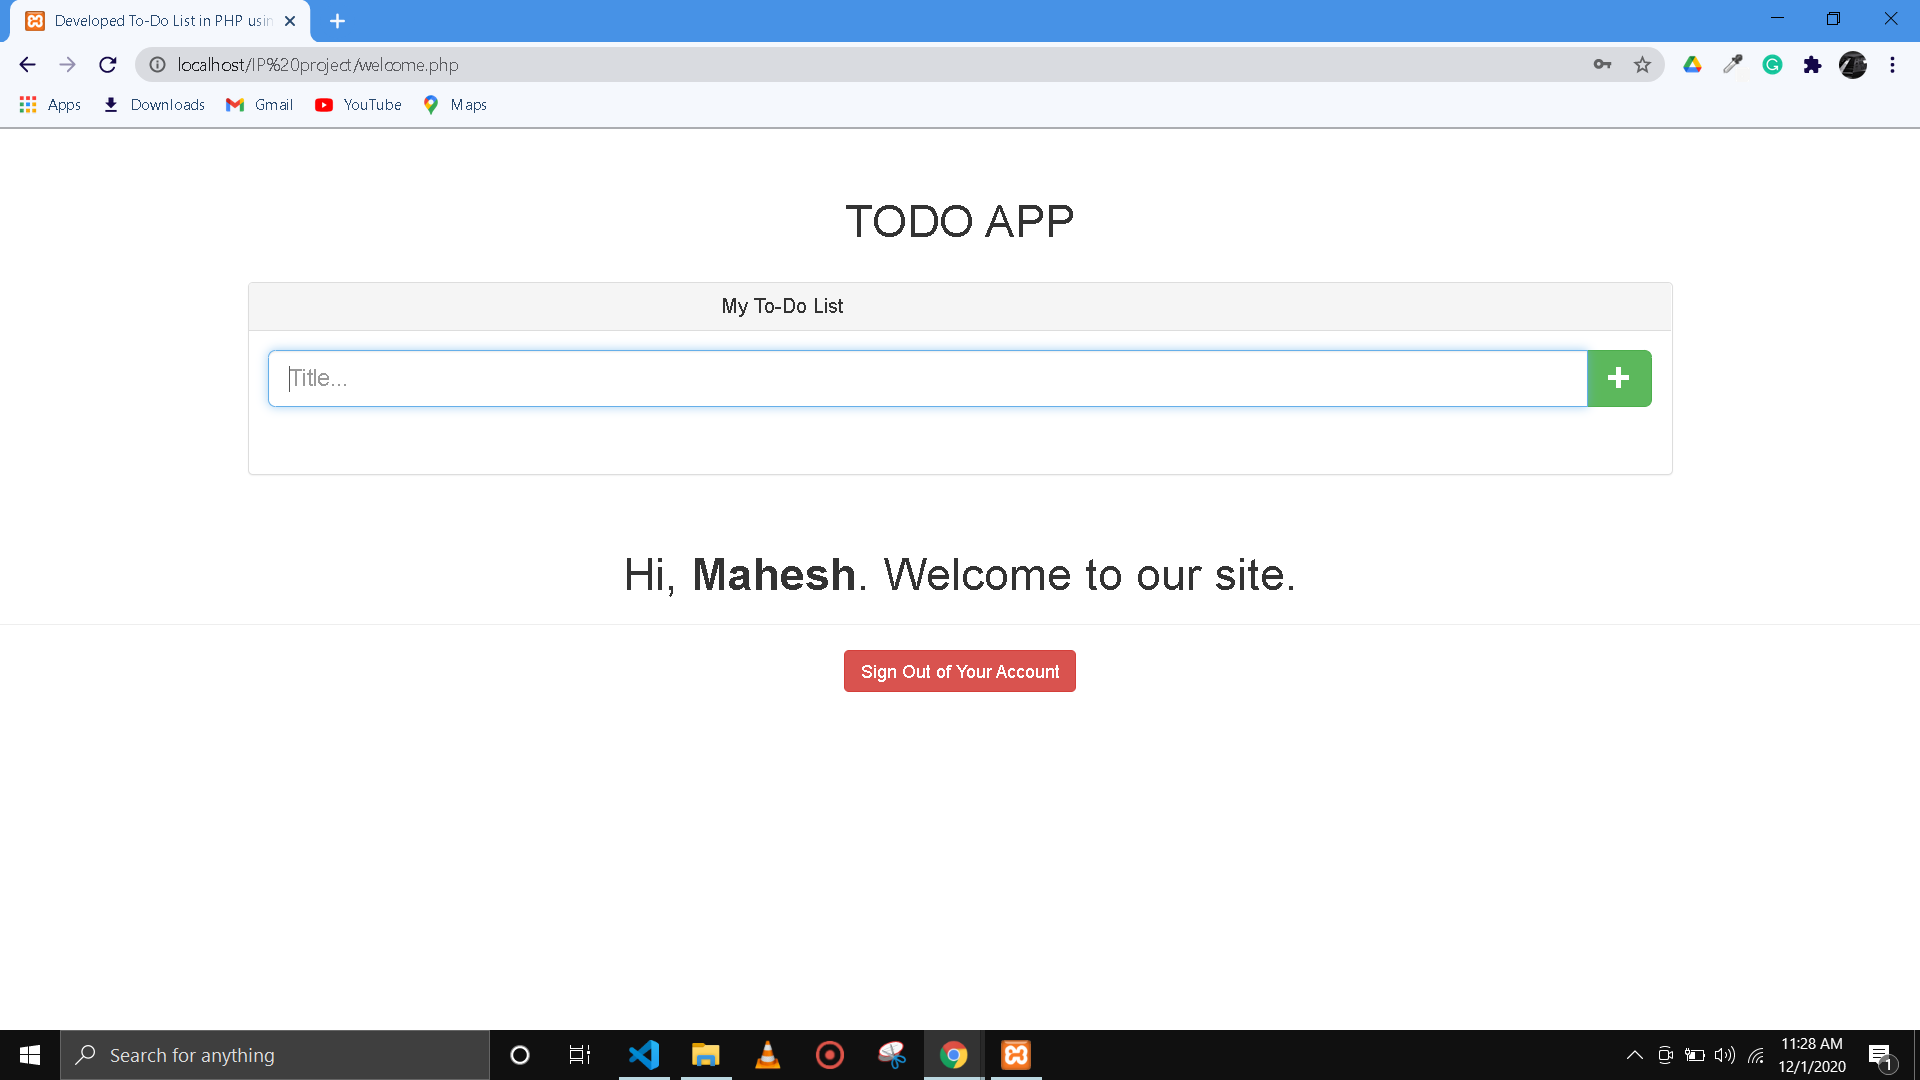 Developed To-Do List in PHP usin
localhost/IP%20project/welcome.php
Apps
Downloads
Gmail
YouTube
Maps
TODO APP
My To-Do List
Title...
Hi, Mahesh. Welcome to our site.
Sign Out of Your Account
Search for anything
11:28 AM
12/1/2020
1